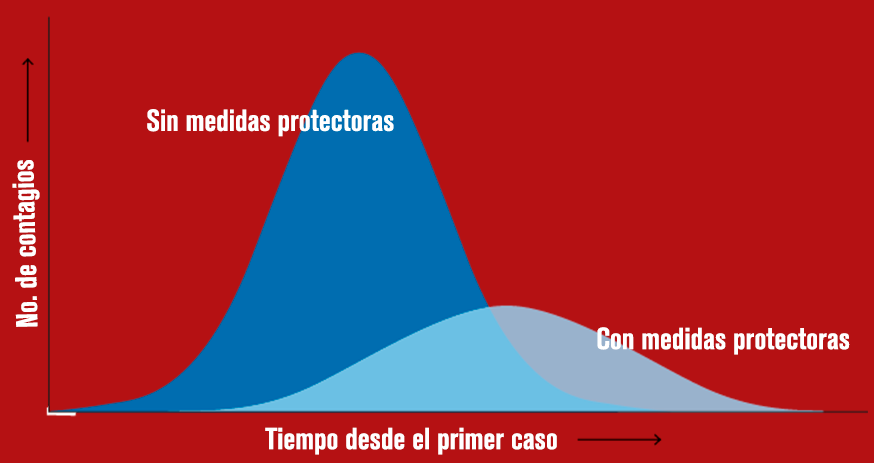 Sin medidas protectoras
No. de contagios
Con medidas protectoras
Tiempo desde el primer caso